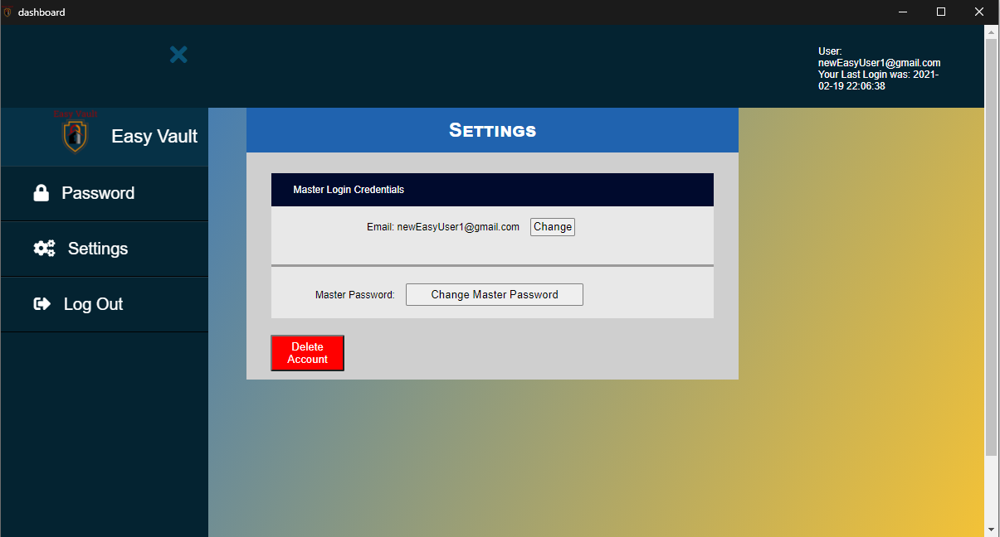 dashboard
User:
newEasyUser1@gmail.com
Your Last Login was: 2021-
02-19 22:06:38
Easy Vault
Easy Vault
Password
Settings
Log Out
Settings
Master Login Credentials
Email: newEasyUser1@gmail.com Change
Master Password: Change Master Password
Delete
Account